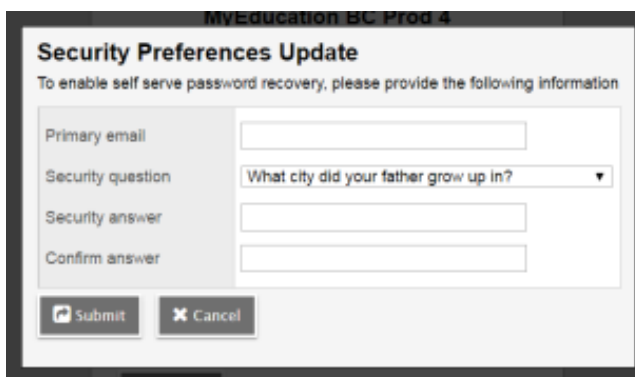 MyEducation BC Prod 4
Security Preferences Update
To enable self serve password recovery, please provide the following information
Primary email
Security question
What city did your father grow up in?
Security answer
Confirm answer
Submit
Cancel